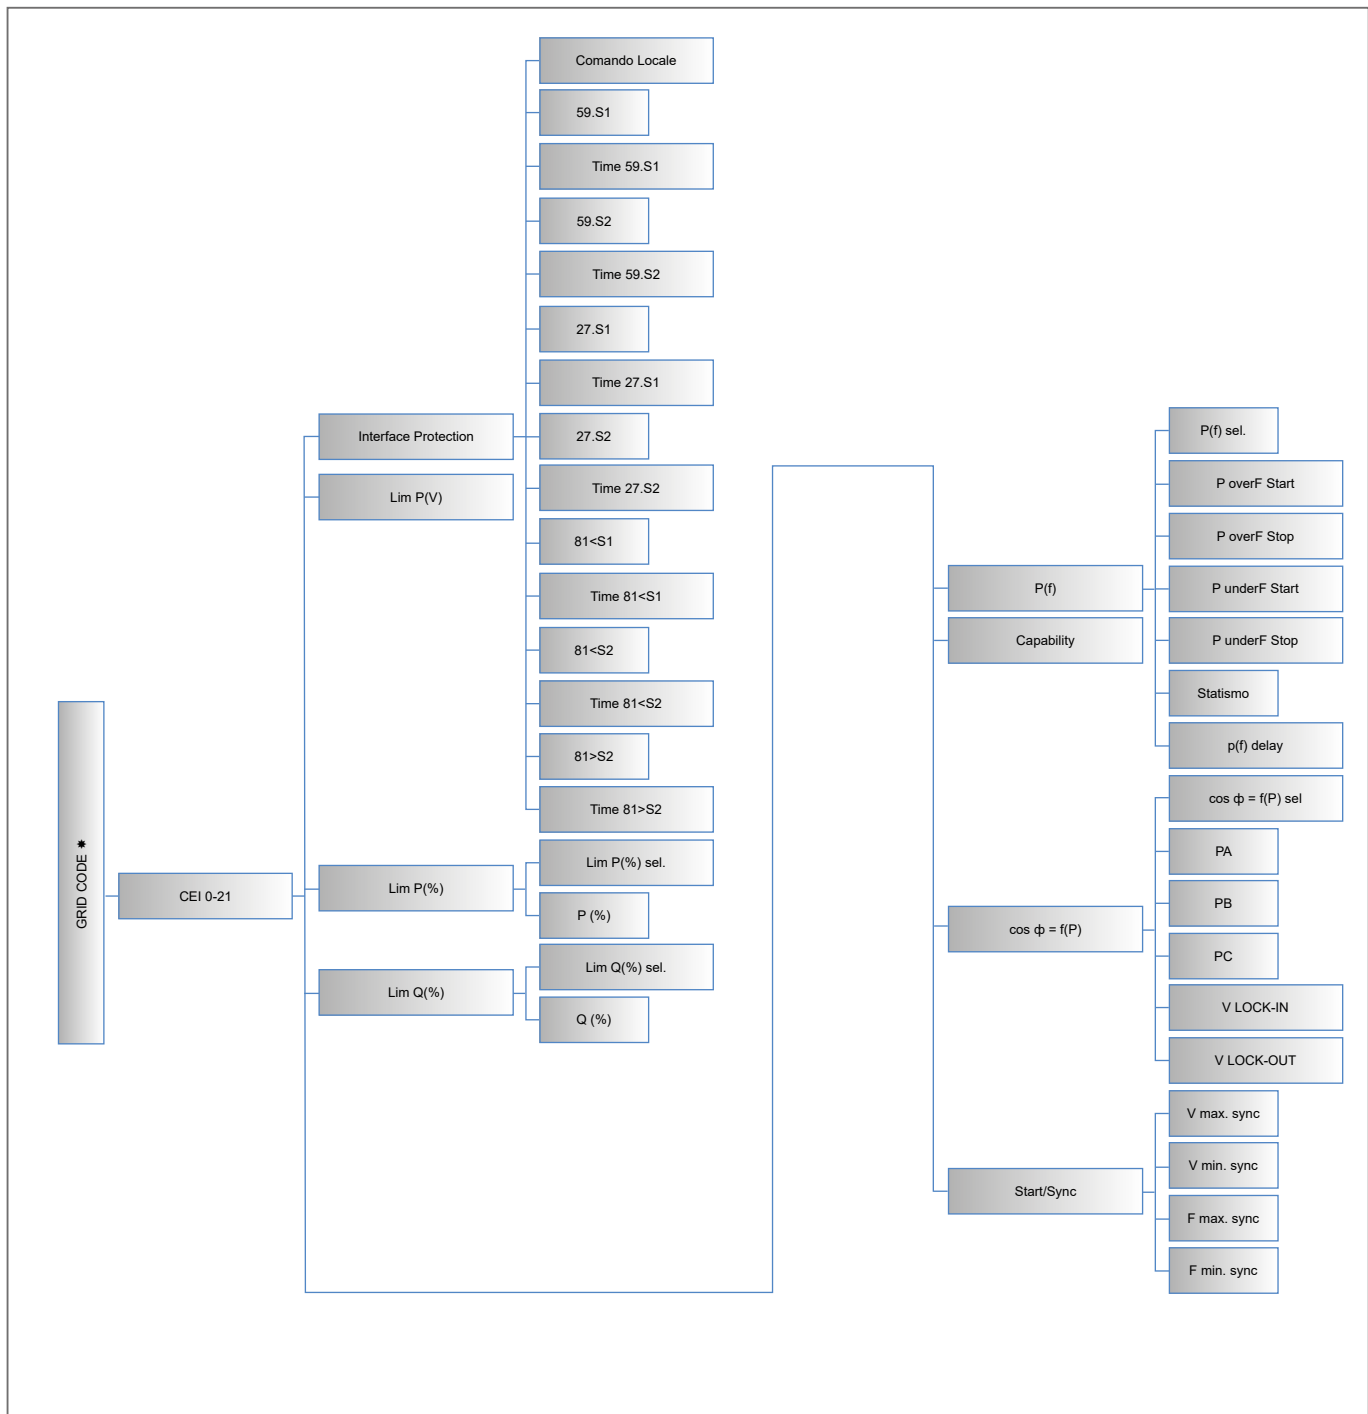 GRID CODE ✸
CEI 0-21
Interface Protection
Comando Locale
59.S1
Time 59.S1
59.S2
Time 59.S2
27.S1
Time 27.S1
27.S2
Time 27.S2
81<S1
Time 81<S1
81<S2
Time 81<S2
81>S2
Time 81>S2
Lim P(V)
Lim P(%)
Lim P(%) sel.
P (%)
Lim Q(%)
Lim Q(%) sel.
Q (%)
P(f)
P(f) sel.
P overF Start
P overF Stop
P underF Start
P underF Stop
Statismo
p(f) delay
Capability
cos ф = f(P)
cos ф = f(P) sel
PA
PB
PC
V LOCK-IN
V LOCK-OUT
Start/Sync
V max. sync
V min. sync
F max. sync
F min. sync